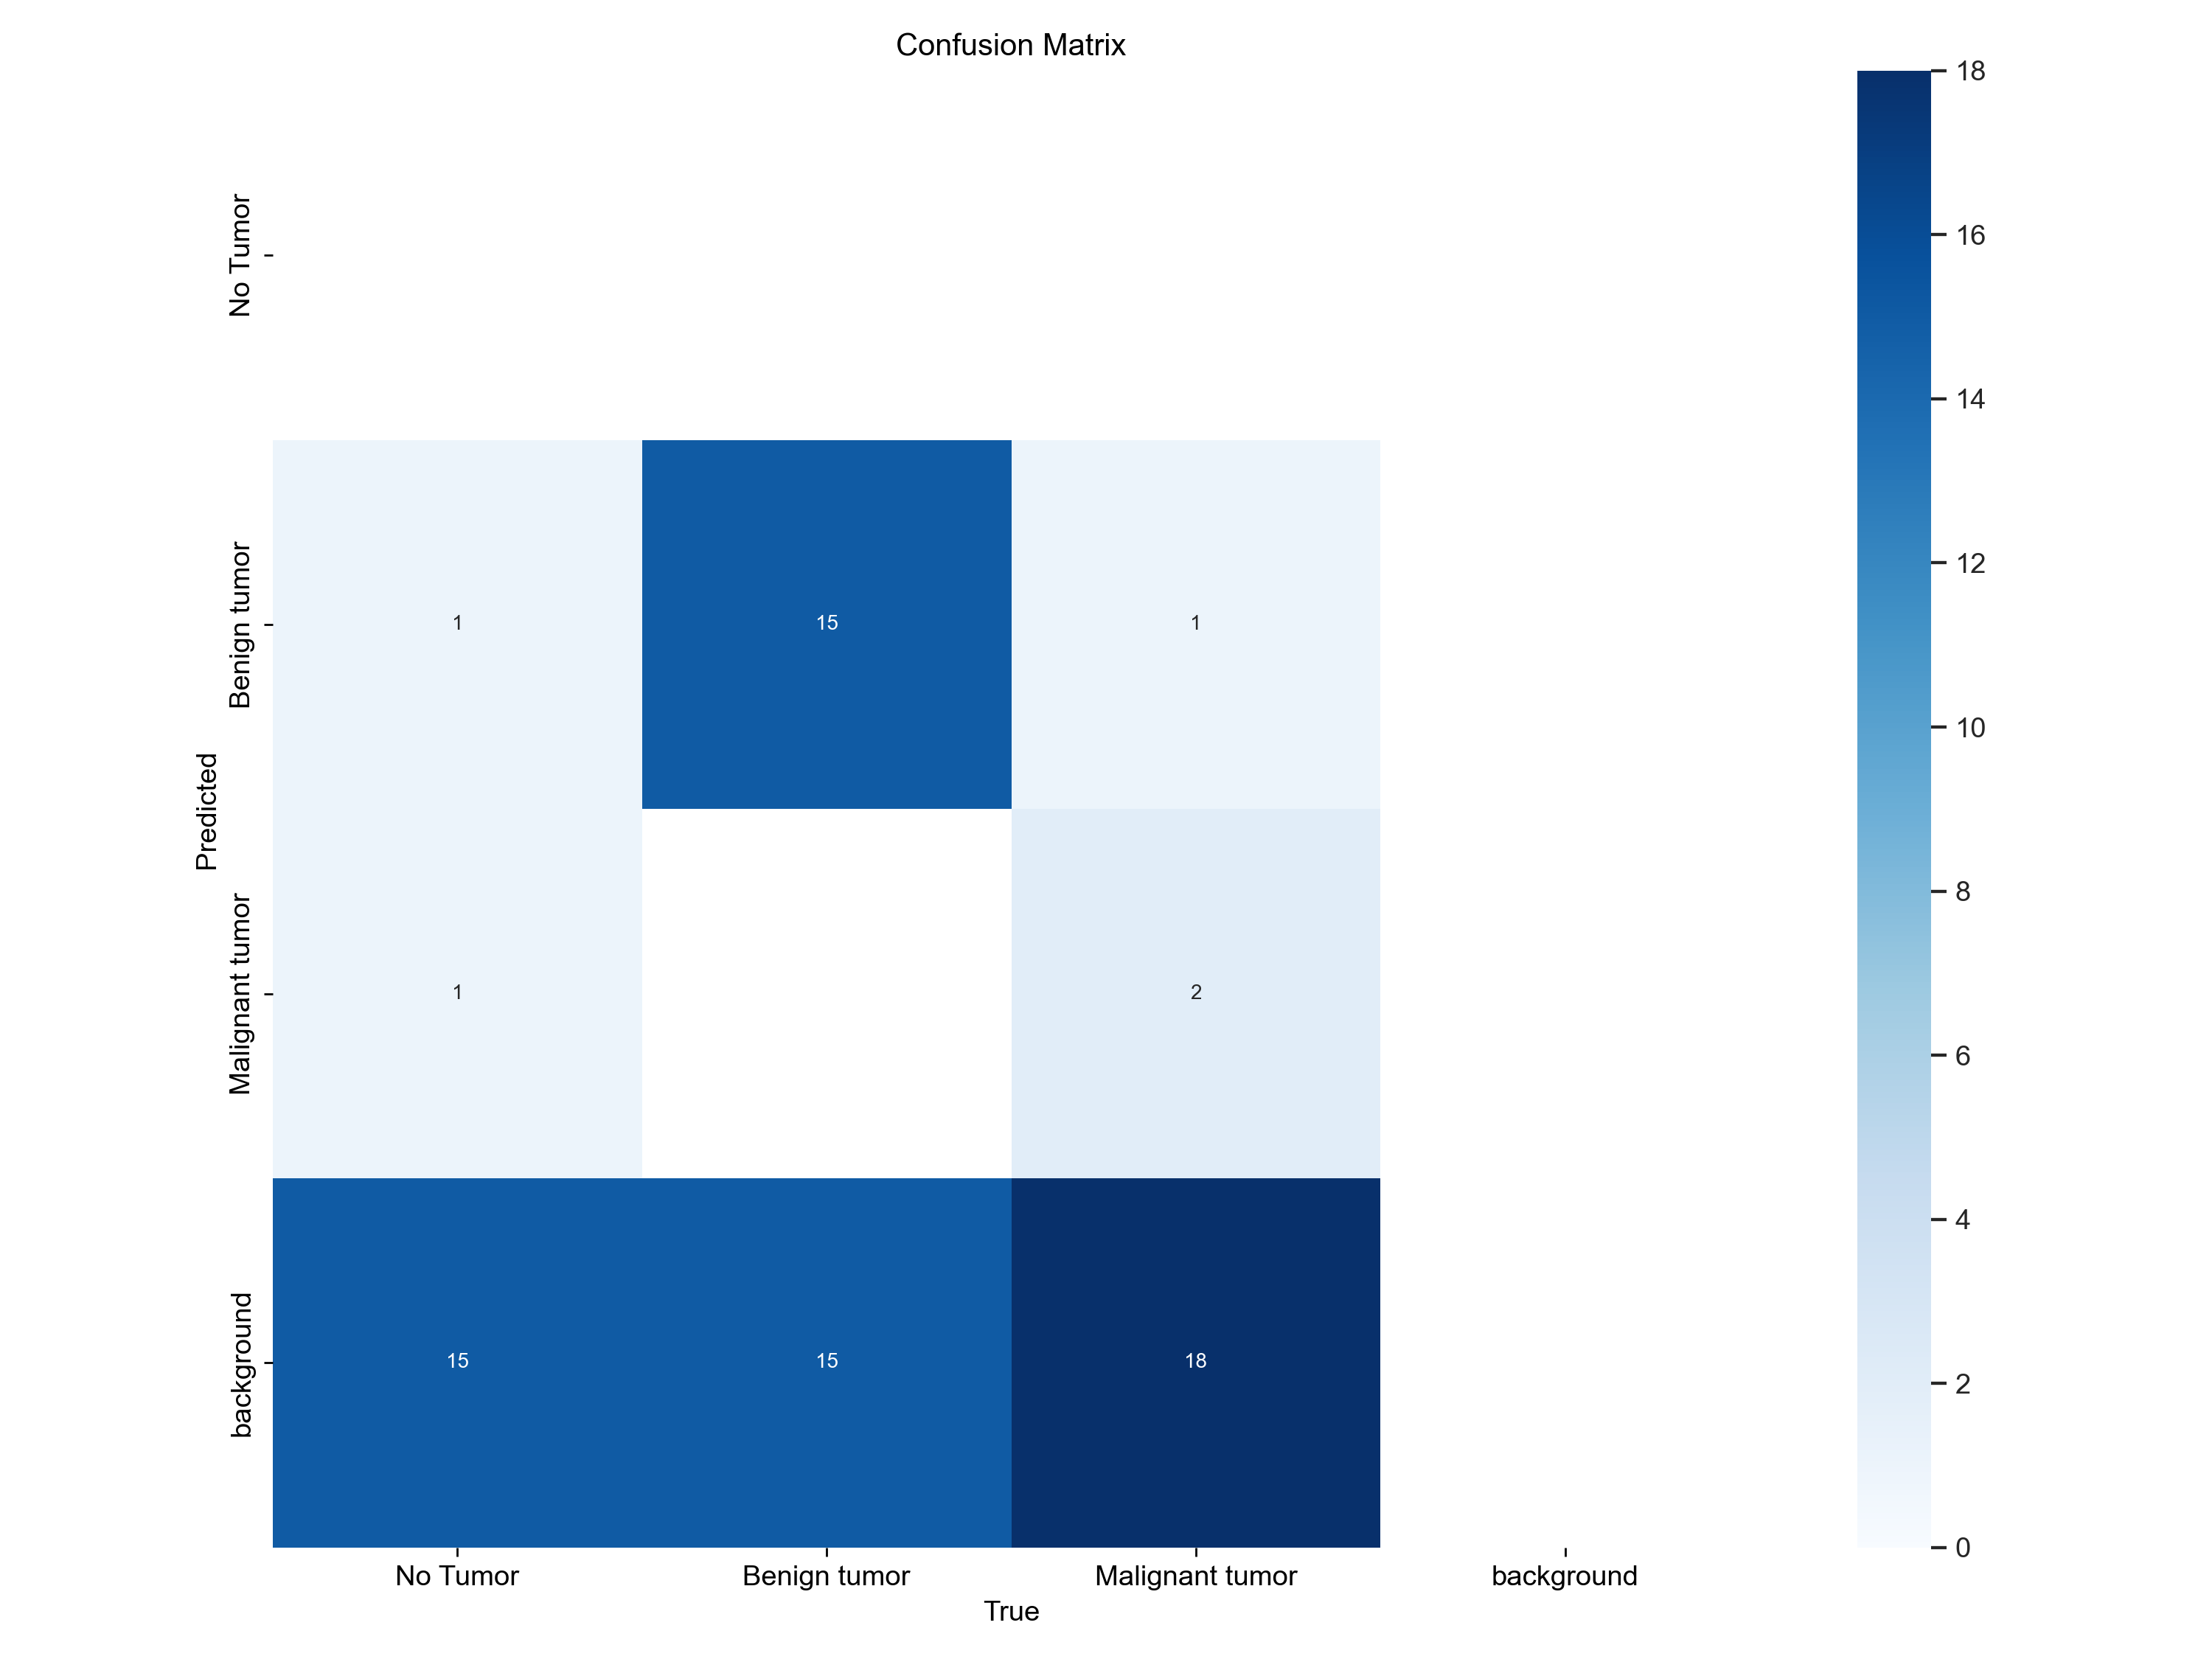 Confusion Matrix
No Tumor
Benign tumor
Malignant tumor
background
Predicted
1
15
1
1
2
15
15
18
No Tumor
Benign tumor
Malignant tumor
background
True
18
16
14
12
10
8
6
4
2
0